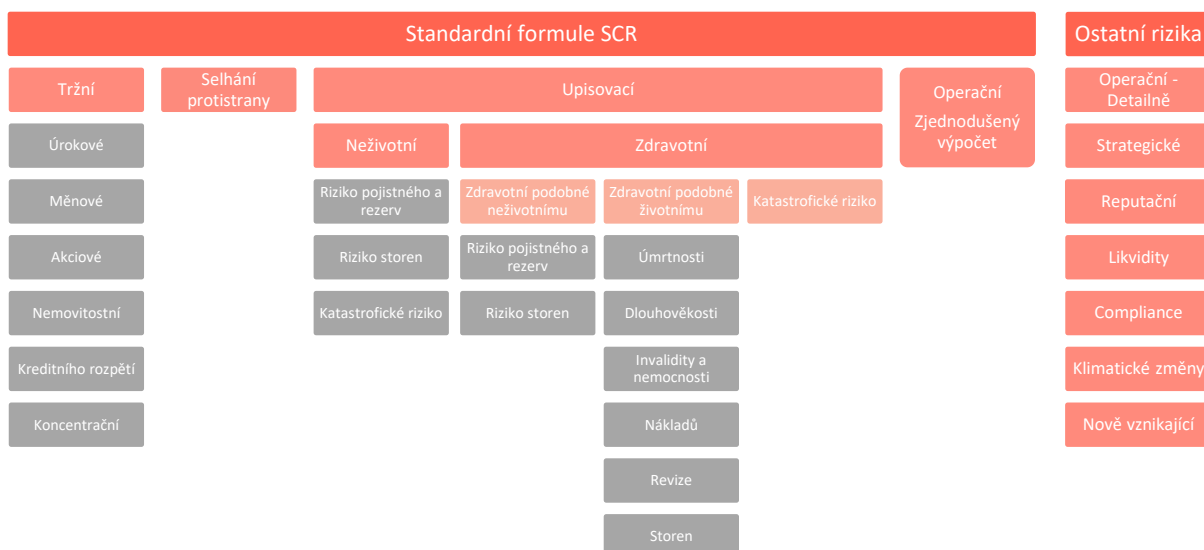 Standardní formule SCR
Ostatní rizika
Tržní
Selhání
protistrany
Upisovací
Operační
Zjednodušený
výpočet
Operační -
Detailně
Úrokové
Neživotní
Zdravotní
Strategické
Měnové
Riziko pojistného a
rezerv
Zdravotní podobné
neživotnímu
Zdravotní podobné
životnímu
Katastrofické riziko
Reputační
Akciové
Riziko storen
Riziko pojistného a
rezerv
Úmrtnosti
Likvidity
Nemovitostní
Katastrofické riziko
Riziko storen
Dlouhověkosti
Compliance
Kreditního rozpětí
Invalidity a
nemocnosti
Klimatické změny
Koncentrační
Nákladů
Nově vznikající
Revize
Storen